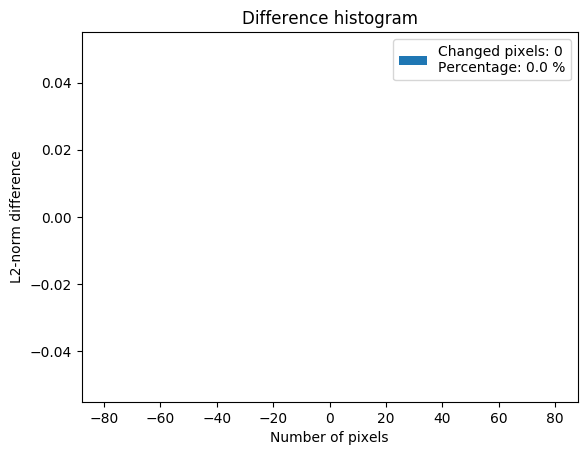 Difference histogram
Changed pixels: 0
Percentage: 0.0 %
L2-norm difference
0.04
0.02
0.00
−0.02
−0.04
−80 −60 −40 −20 0 20 40 60 80
Number of pixels